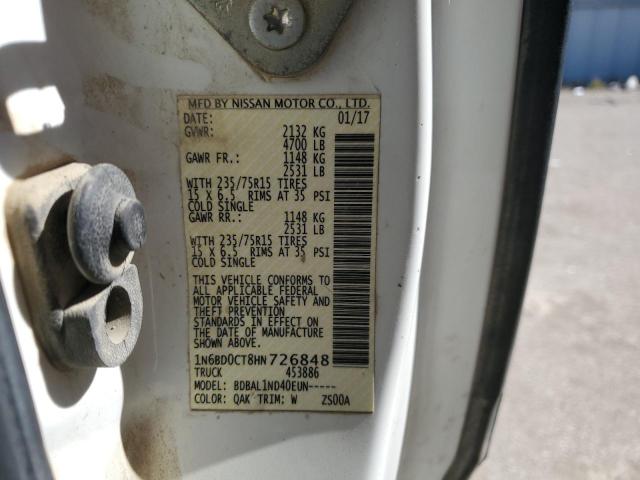 MFD BY NISSAN MOTOR CO., LTD.
DATE: 01/17
GVWR: 2132 KG
4700 LB
GAWR FR.: 1148 KG
2531 LB
WITH 235/75R15 TIRES
15 X 6.5 RIMS AT 35 PSI
COLD SINGLE
GAWR RR.: 1148 KG
2531 LB
WITH 235/75R15 TIRES
15 X 6.5 RIMS AT 35 PSI
COLD SINGLE
THIS VEHICLE CONFORMS TO
ALL APPLICABLE FEDERAL
MOTOR VEHICLE SAFETY AND
THEFT PREVENTION
STANDARDS IN EFFECT ON
THE DATE OF MANUFACTURE
SHOWN ABOVE.
1N6BD0CT8HN726848
TRUCK 453886
MODEL: BDBAL1ND40EUN-----
COLOR: QAK TRIM: W ZS00A